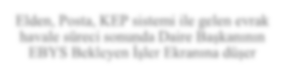 Elden, Posta, KEP sistemi ile gelen evrak
havale süreci sonunda Daire Başkanının
EBYS Bekleyen İşler Ekranına düşer